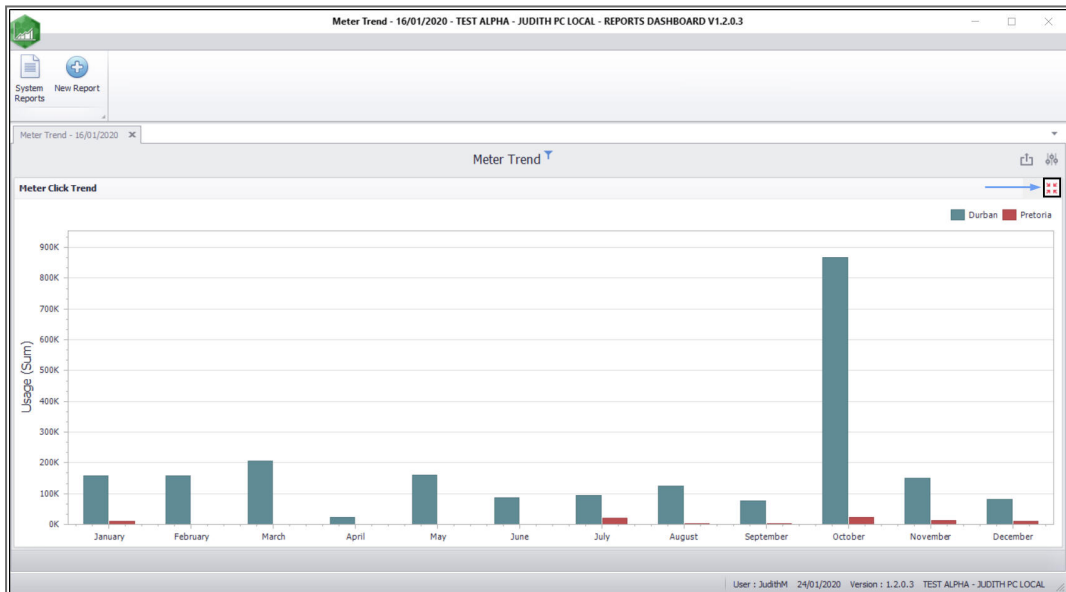 Meter Trend - 16/01/2020 - TEST ALPHA - JUDITH PC LOCAL - REPORTS DASHBOARD V1.2.0.3
System Reports
New Report
Meter Trend - 16/01/2020
Meter Trend
Meter Click Trend
Durban Pretoria
Usage (Sum)
900K
800K
700K
600K
500K
400K
300K
200K
100K
0K
January February March April May June July August September October November December
User : JudithM 24/01/2020 Version : 1.2.0.3 TEST ALPHA - JUDITH PC LOCAL